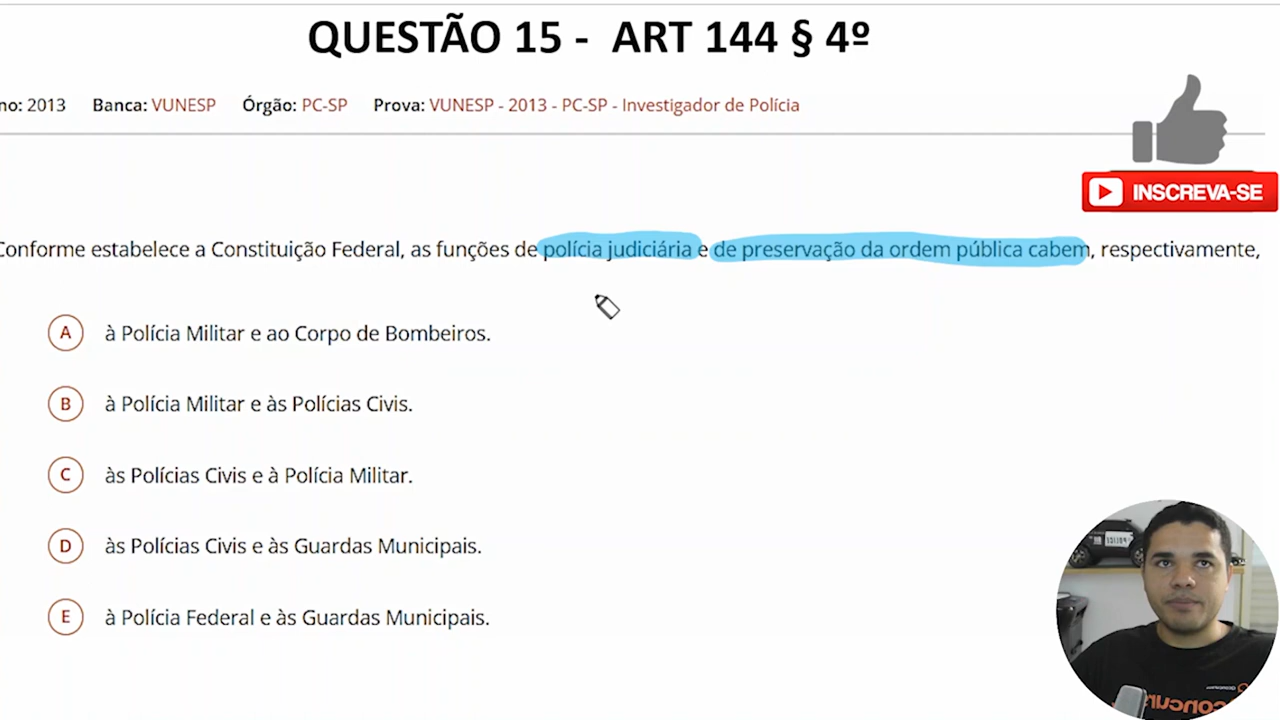 QUESTÃO 15 - ART 144 § 4º
no: 2013 Banca: VUNESP Órgão: PC-SP Prova: VUNESP - 2013 - PC-SP - Investigador de Polícia
INSCREVA-SE
Conforme estabelece a Constituição Federal, as funções de polícia judiciária e de preservação da ordem pública cabem, respectivamente,
A à Polícia Militar e ao Corpo de Bombeiros.
B à Polícia Militar e às Polícias Civis.
C às Polícias Civis e à Polícia Militar.
D às Polícias Civis e às Guardas Municipais.
E à Polícia Federal e às Guardas Municipais.